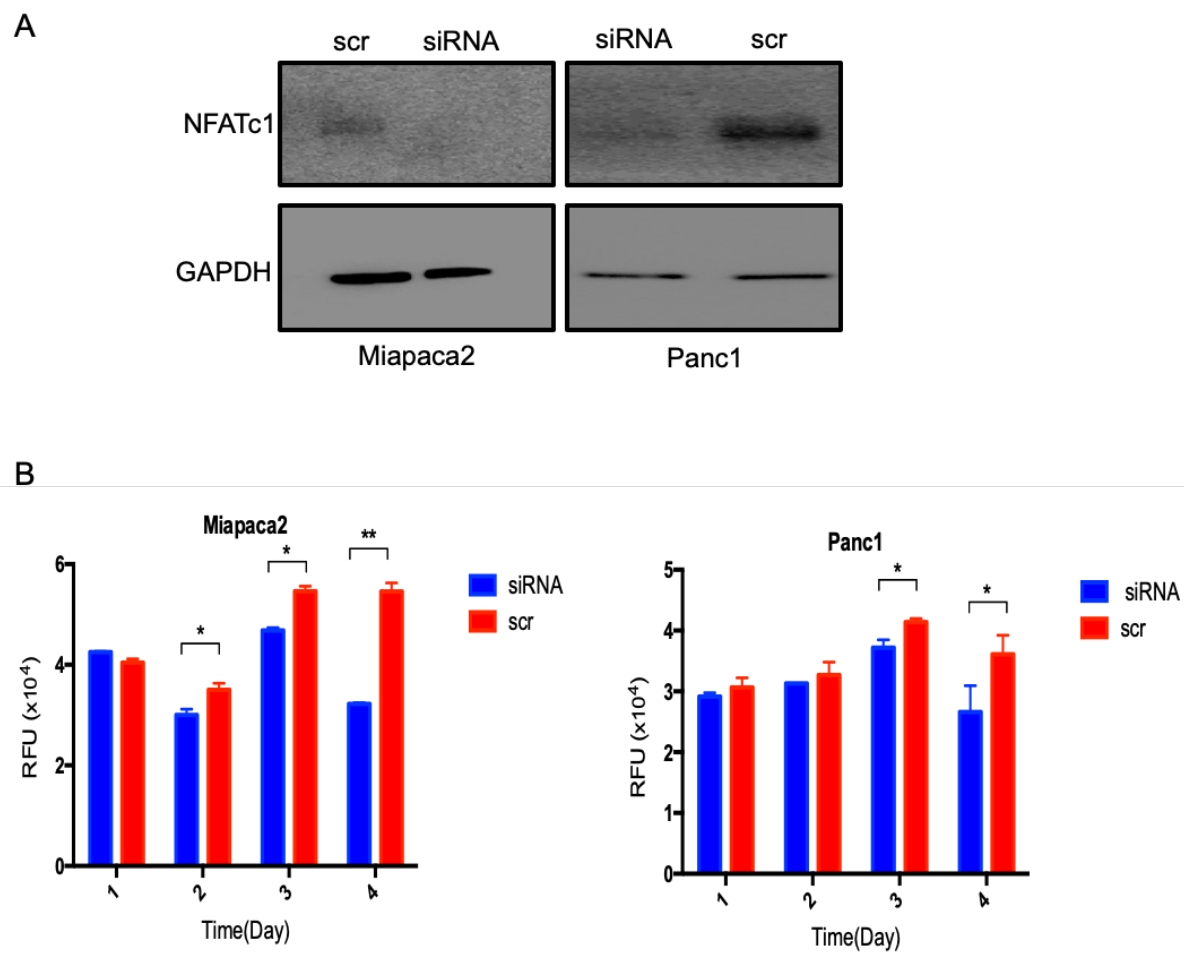 A
scr siRNA siRNA scr
NFATc1
GAPDH
Miapaca2 Panc1
B
Miapaca2
* * **
6
4
2
0
RFU (x10⁴)
1 2 3 4
Time(Day)
siRNA
scr
Panc1
* *
5
4
3
2
1
0
RFU (x10⁴)
1 2 3 4
Time(Day)
siRNA
scr